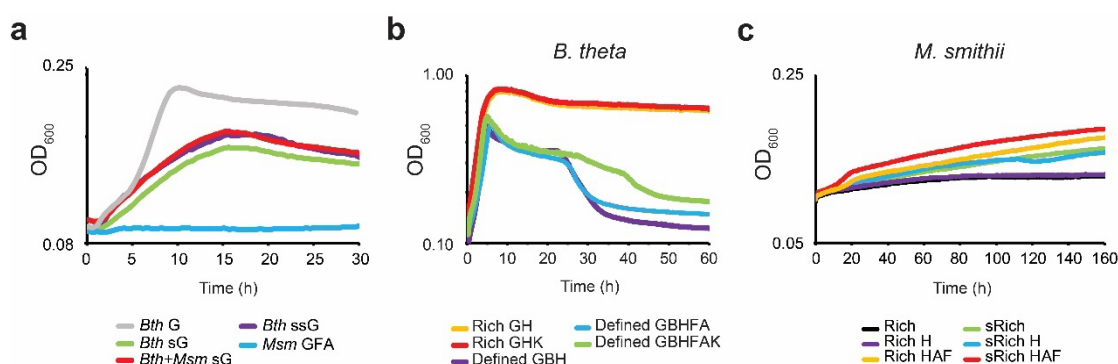 a
0.25
OD600
0.08
0 5 10 15 20 25 30
Time (h)
Bth G
Bth sG
Bth+Msm sG
Bth ssG
Msm GFA
b
B. theta
1.00
OD600
0.10
0 10 20 30 40 50 60
Time (h)
Rich GH
Rich GHK
Defined GBH
Defined GBHFA
Defined GBHFAK
c
M. smithii
0.25
OD600
0.05
0 20 40 60 80 100 120 140 160
Time (h)
Rich
Rich H
Rich HAF
sRich
sRich H
sRich HAF